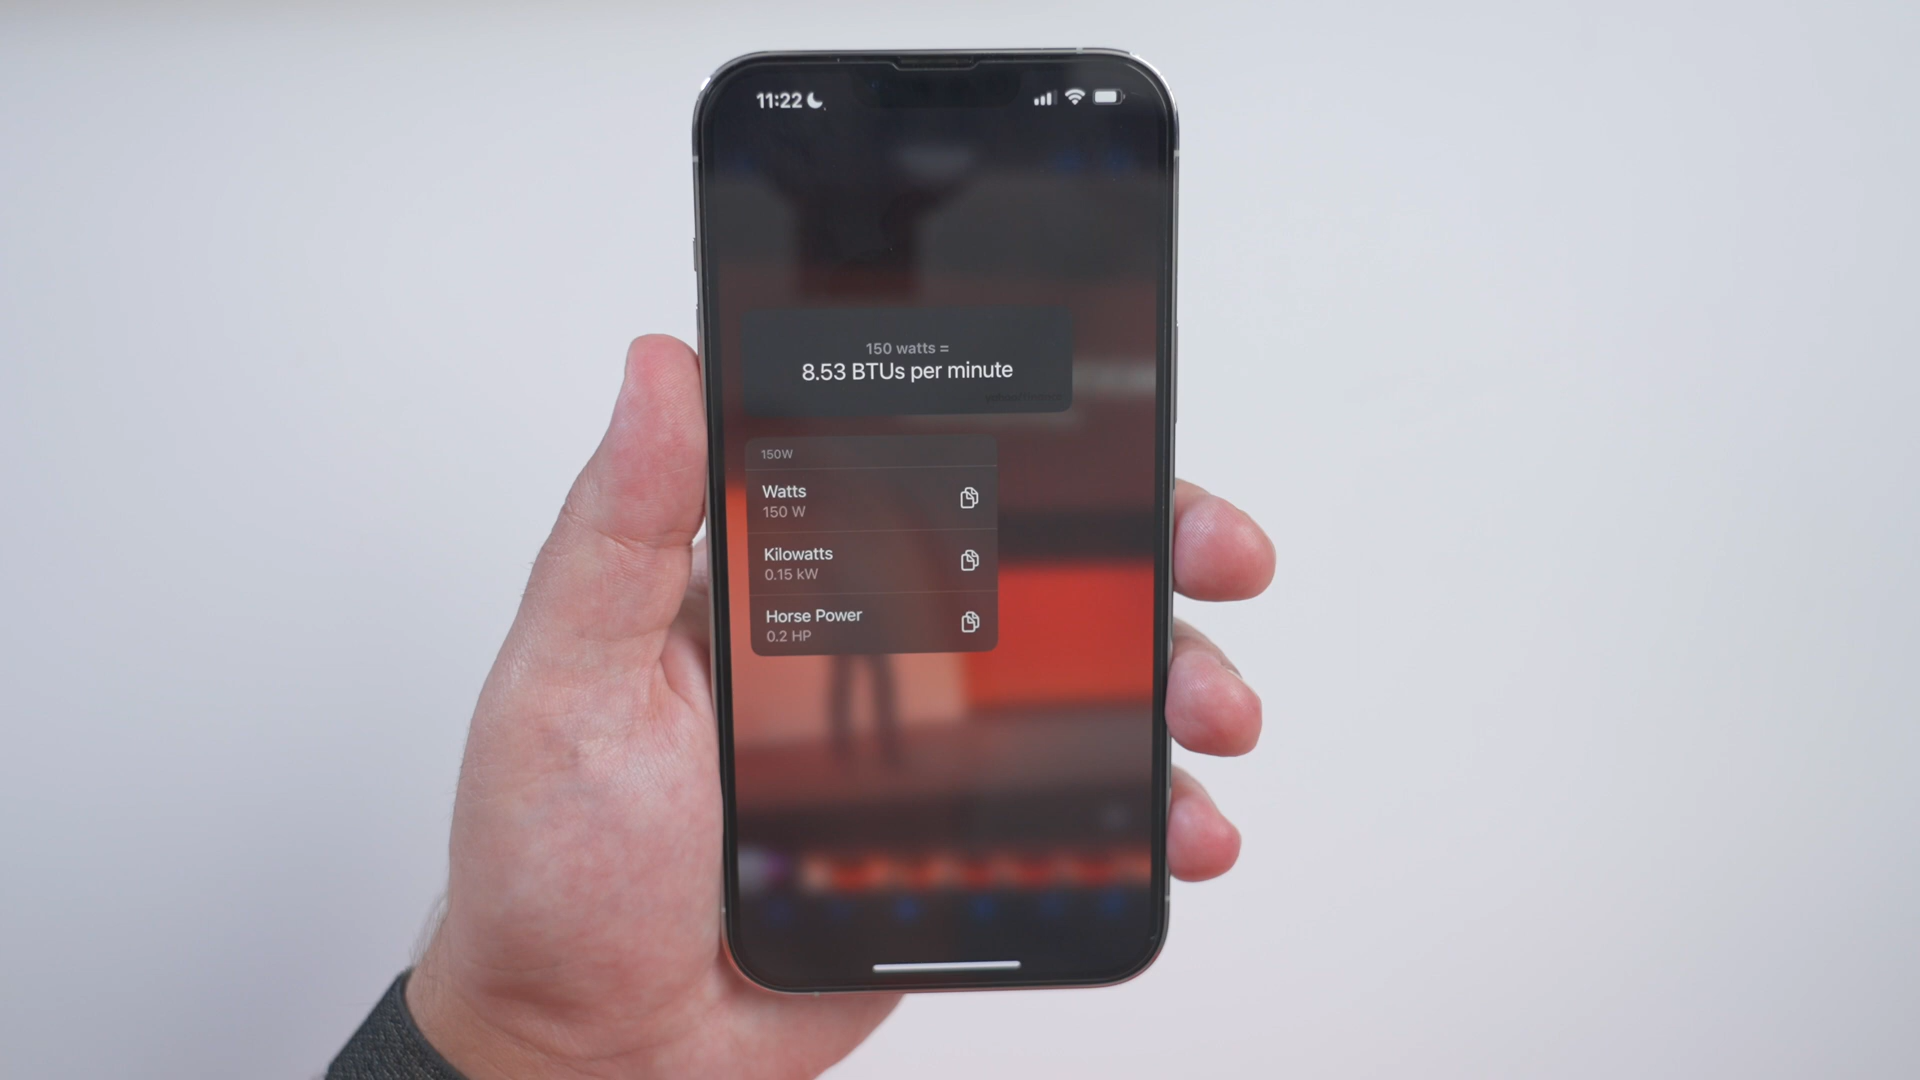 11:22
150 watts =
8.53 BTUs per minute
150W
Watts
150 W
Kilowatts
0.15 kW
Horse Power
0.2 HP